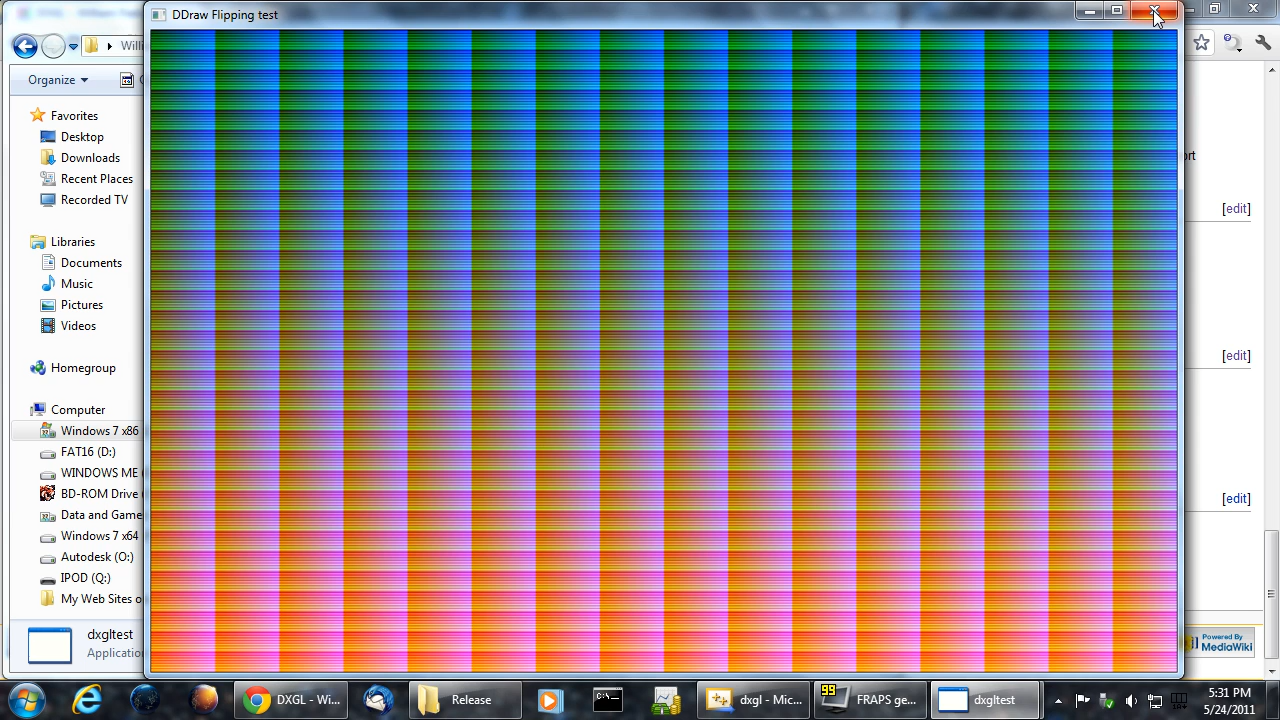 DDraw Flipping test
Willi
Organize
Favorites
Desktop
Downloads
Recent Places
Recorded TV
Libraries
Documents
Music
Pictures
Videos
Homegroup
Computer
Windows 7 x86
FAT16 (D:)
WINDOWS ME
BD-ROM Drive
Data and Game
Windows 7 x64
Autodesk (O:)
IPOD (Q:)
My Web Sites o
dxgltest
Applicatio
ort
[edit]
[edit]
[edit]
Powered By
MediaWiki
DXGL - Wi...
Release
C:\_
dxgl - Mic...
99
FRAPS ge...
dxgltest
5:31 PM
5/24/2011